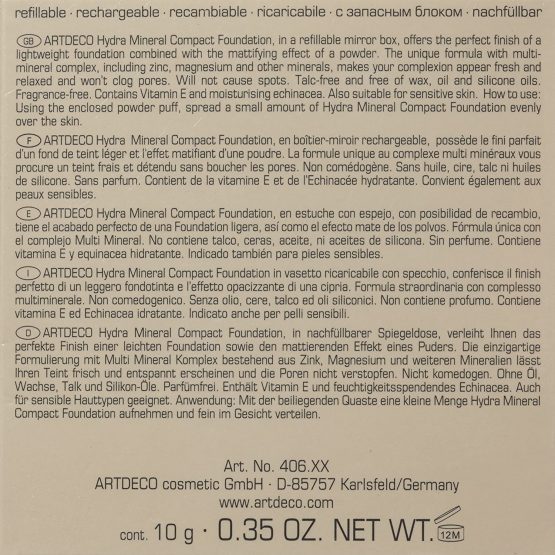 refillable · rechargeable · recambiable · ricaricabile · с запасным блоком · nachfüllbar
GB ARTDECO Hydra Mineral Compact Foundation, in a refillable mirror box, offers the perfect finish of a
lightweight foundation combined with the mattifying effect of a powder. The unique formula with multi-
mineral complex, including zinc, magnesium and other minerals, makes your complexion appear fresh and
relaxed and won't clog pores. Will not cause spots. Talc-free and free of wax, oil and silicone oils.
Fragrance-free. Contains Vitamin E and moisturising echinacea. Also suitable for sensitive skin. How to use:
Using the enclosed powder puff, spread a small amount of Hydra Mineral Compact Foundation evenly
over the skin.
F ARTDECO Hydra Mineral Compact Foundation, en boîtier-miroir rechargeable, possède le fini parfait
d'un fond de teint léger et l'effet matifiant d'une poudre. La formule unique au complexe multi minéraux vous
procure un teint frais et détendu sans boucher les pores. Non comédogène. Sans huile, cire, talc ni huiles
de silicone. Sans parfum. Contient de la vitamine E et de l'Echinacée hydratante. Convient également aux
peaux sensibles.
E ARTDECO Hydra Mineral Compact Foundation, en estuche con espejo, con posibilidad de recambio,
tiene el acabado perfecto de una Foundation ligera, así como el efecto mate de los polvos. Fórmula única con
el complejo Multi Mineral. No contiene talco, ceras, aceite, ni aceites de silicona. Sin perfume. Contiene
vitamina E y equinacea hidratante. Indicado también para pieles sensibles.
I ARTDECO Hydra Mineral Compact Foundation in vasetto ricaricabile con specchio, conferisce il finish
perfetto di un leggero fondotinta e l'effetto opacizzante di una cipria. Formula straordinaria con complesso
multiminerale. Non comedogenico. Senza olio, cere, talco ed oli siliconici. Non contiene profumo. Contiene
vitamina E ed Echinacea idratante. Indicato anche per pelli sensibili.
D ARTDECO Hydra Mineral Compact Foundation, in nachfüllbarer Spiegeldose, verleiht Ihnen das
perfekte Finish einer leichten Foundation sowie den mattierenden Effekt eines Puders. Die einzigartige
Formulierung mit Multi Mineral Komplex bestehend aus Zink, Magnesium und weiteren Mineralien lässt
Ihren Teint frisch und entspannt erscheinen und die Poren nicht verstopfen. Nicht komedogen. Ohne Öl,
Wachse, Talk und Silikon-Öle. Parfümfrei. Enthält Vitamin E und feuchtigkeitsspendendes Echinacea. Auch
für sensible Hauttypen geeignet. Anwendung: Mit der beiliegenden Quaste eine kleine Menge Hydra Mineral
Compact Foundation aufnehmen und fein im Gesicht verteilen.
Art. No. 406.XX
ARTDECO cosmetic GmbH · D-85757 Karlsfeld/Germany
www.artdeco.com
cont. 10 g · 0.35 OZ. NET WT.
12M